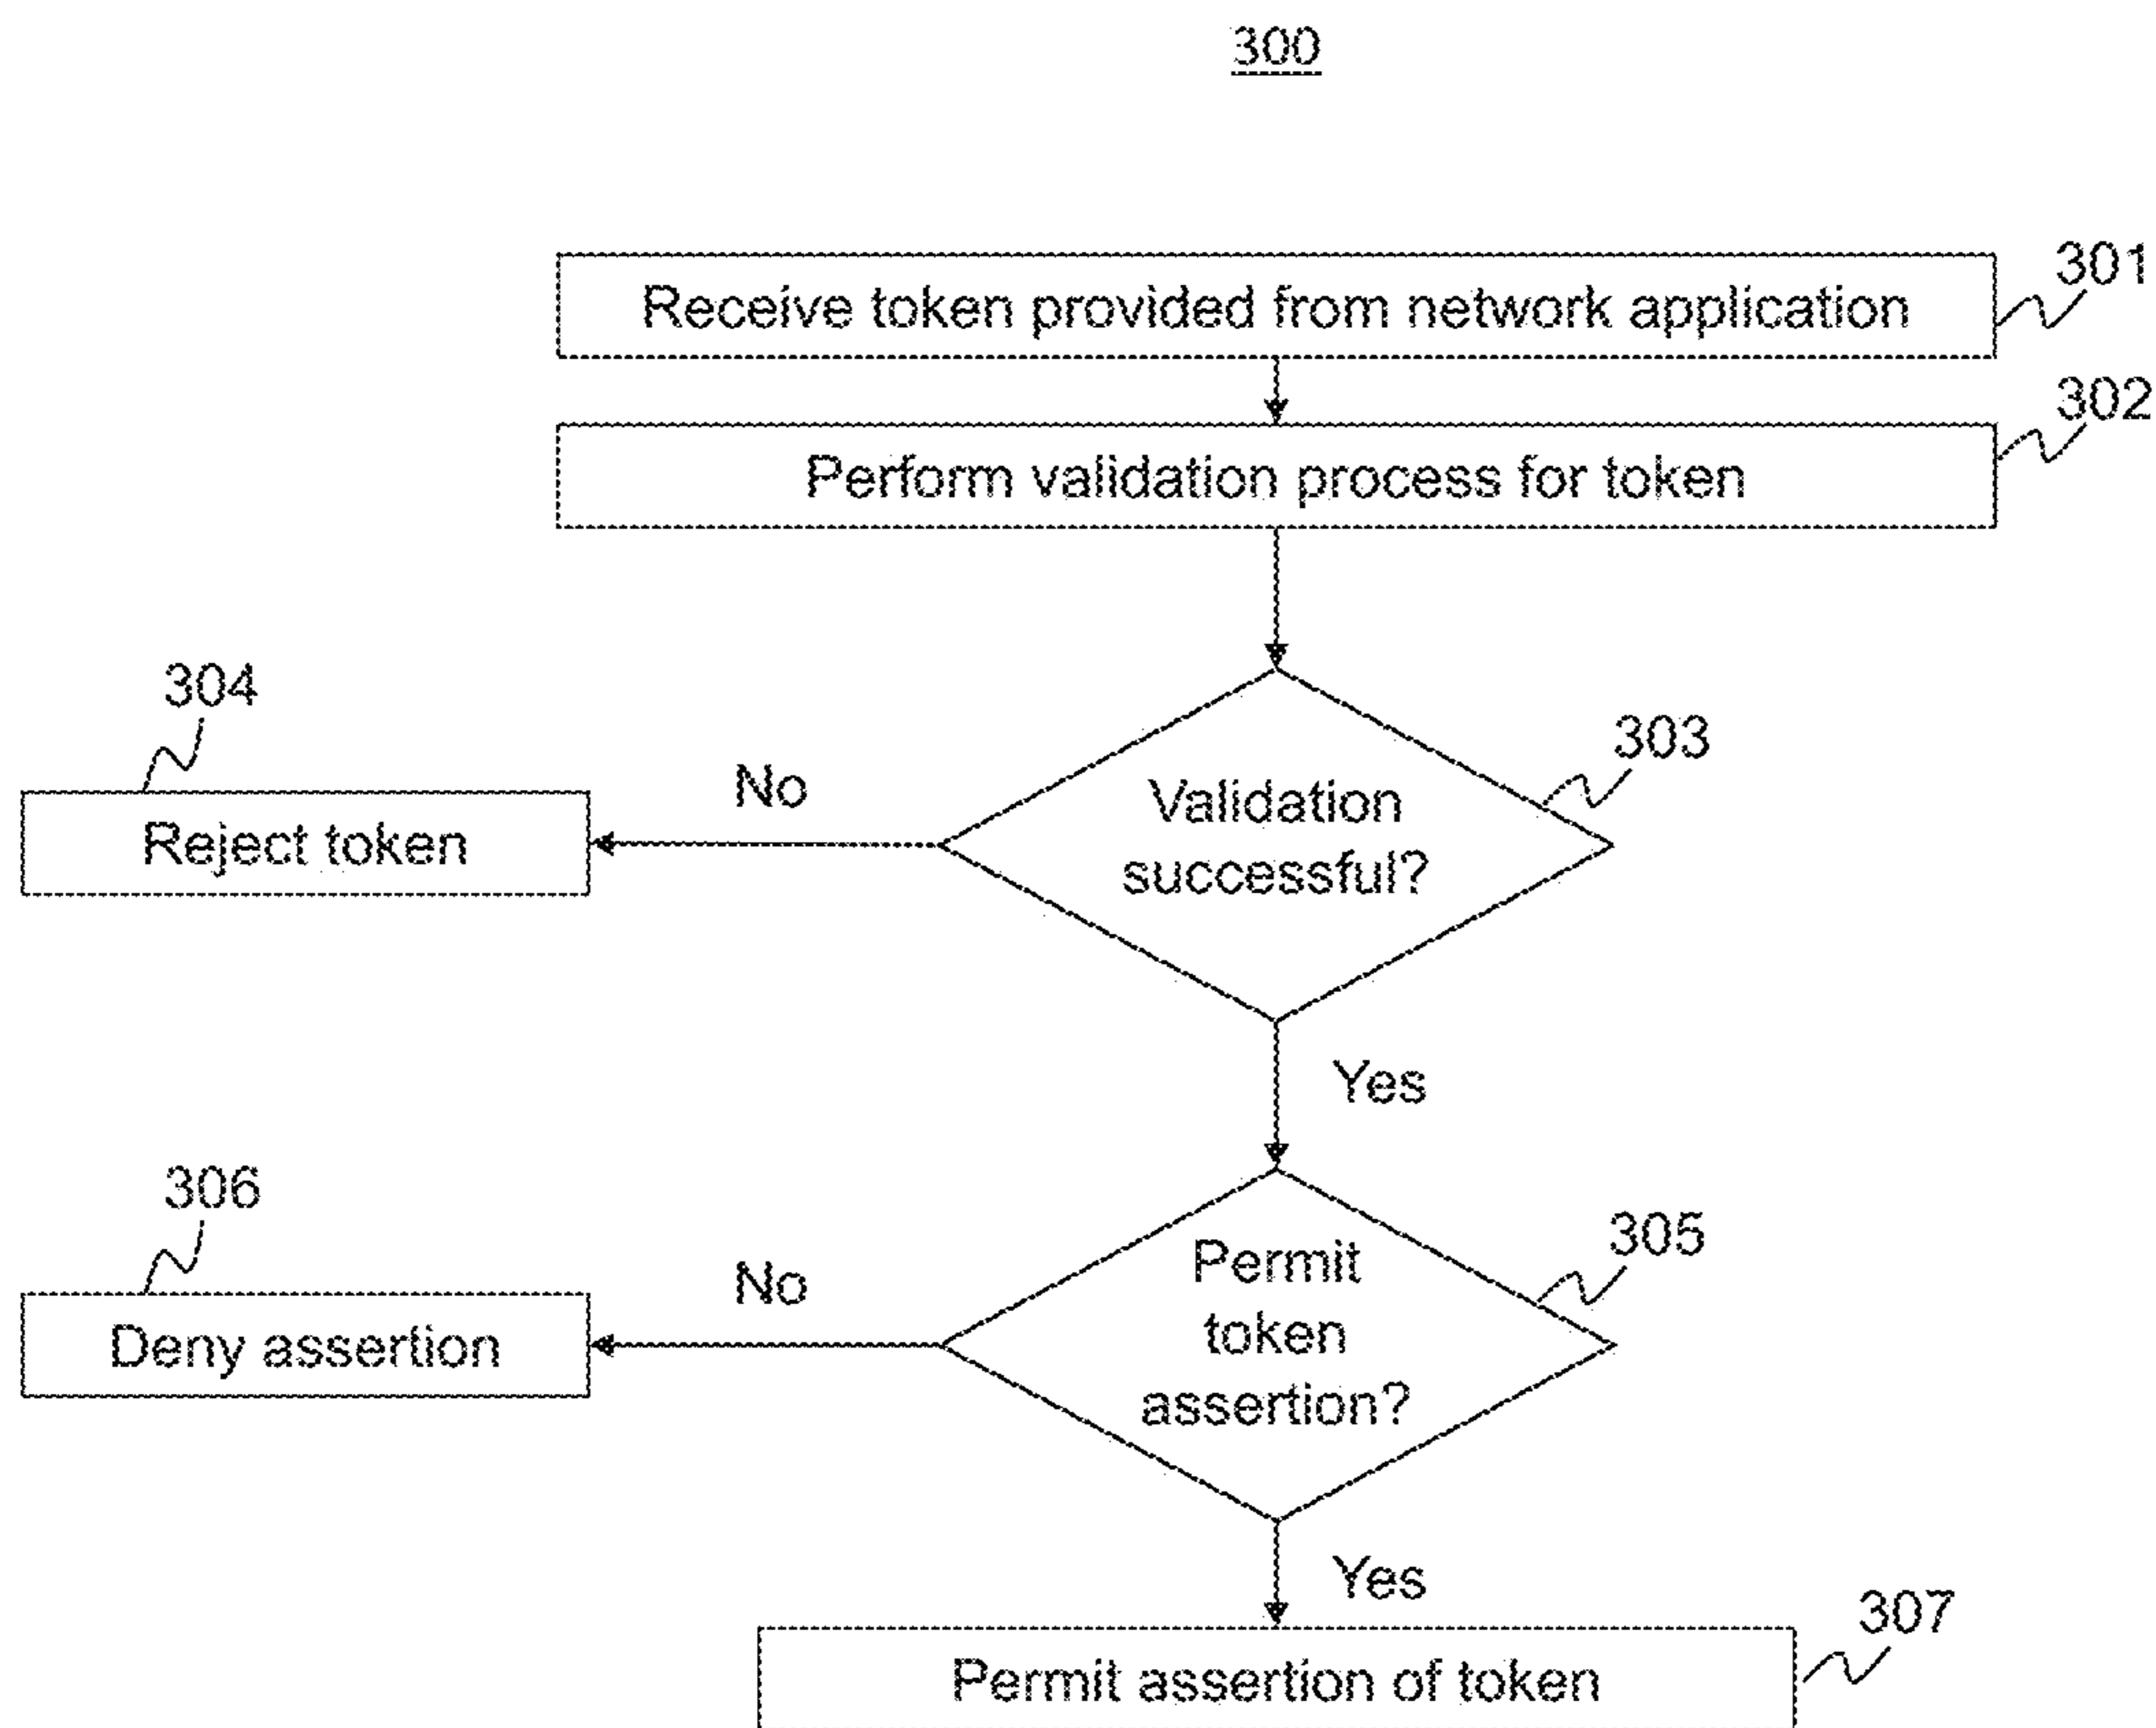 300
301
Receive token provided from network application
302
Perform validation process for token
304
303
No
Validation
successful?
Reject token
Yes
306
305
No
Permit
token
assertion?
Deny assertion
Yes
307
Permit assertion of token